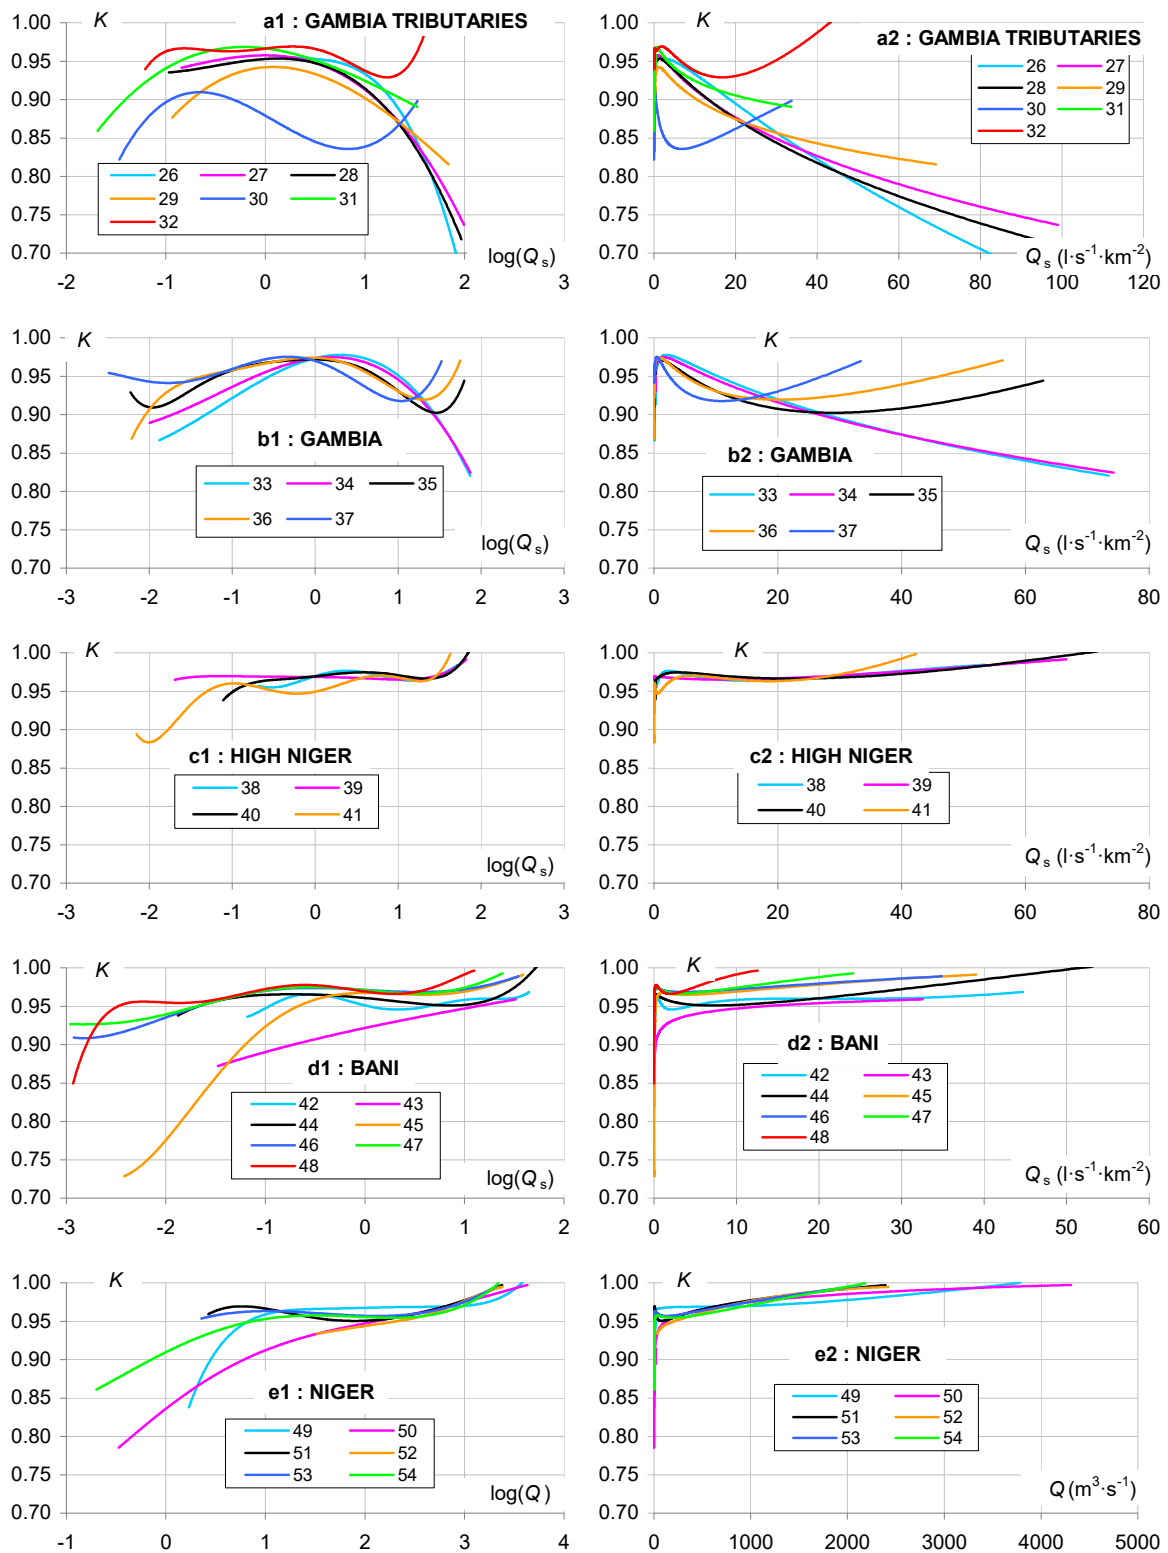 K
a1 : GAMBIA TRIBUTARIES
1.00
0.95
0.90
0.85
0.80
0.75
0.70
26 27 28
29 30 31
32
log(Qs)
-2 -1 0 1 2 3
K
a2 : GAMBIA TRIBUTARIES
1.00
0.95
0.90
0.85
0.80
0.75
0.70
26 27
28 29
30 31
32
Qs (l·s-1·km-2)
0 20 40 60 80 100 120
K
1.00
0.95
0.90
0.85
0.80
0.75
0.70
b1 : GAMBIA
33 34 35
36 37
log(Qs)
-3 -2 -1 0 1 2 3
K
1.00
0.95
0.90
0.85
0.80
0.75
0.70
b2 : GAMBIA
33 34 35
36 37
Qs (l·s-1·km-2)
0 20 40 60 80
K
1.00
0.95
0.90
0.85
0.80
0.75
0.70
c1 : HIGH NIGER
38 39
40 41
log(Qs)
-3 -2 -1 0 1 2 3
K
1.00
0.95
0.90
0.85
0.80
0.75
0.70
c2 : HIGH NIGER
38 39
40 41
Qs (l·s-1·km-2)
0 20 40 60 80
K
1.00
0.95
0.90
0.85
0.80
0.75
0.70
d1 : BANI
42 43
44 45
46 47
48
log(Qs)
-3 -2 -1 0 1 2
K
1.00
0.95
0.90
0.85
0.80
0.75
0.70
d2 : BANI
42 43
44 45
46 47
48
Qs (l·s-1·km-2)
0 10 20 30 40 50 60
K
1.00
0.95
0.90
0.85
0.80
0.75
0.70
e1 : NIGER
49 50
51 52
53 54
log(Q)
-1 0 1 2 3 4
K
1.00
0.95
0.90
0.85
0.80
0.75
0.70
e2 : NIGER
49 50
51 52
53 54
Q (m3·s-1)
0 1000 2000 3000 4000 5000